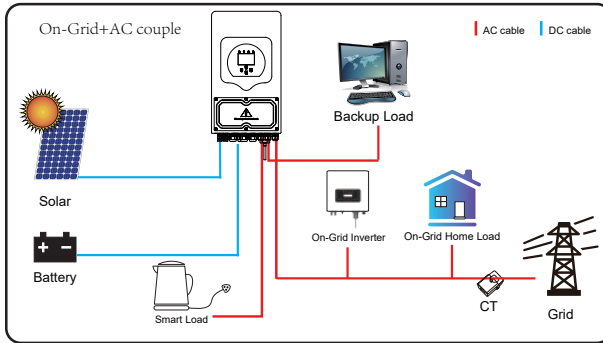 On-Grid+AC couple
AC cable
DC cable
Backup Load
Solar
On-Grid Inverter
On-Grid Home Load
Battery
Smart Load
CT
Grid